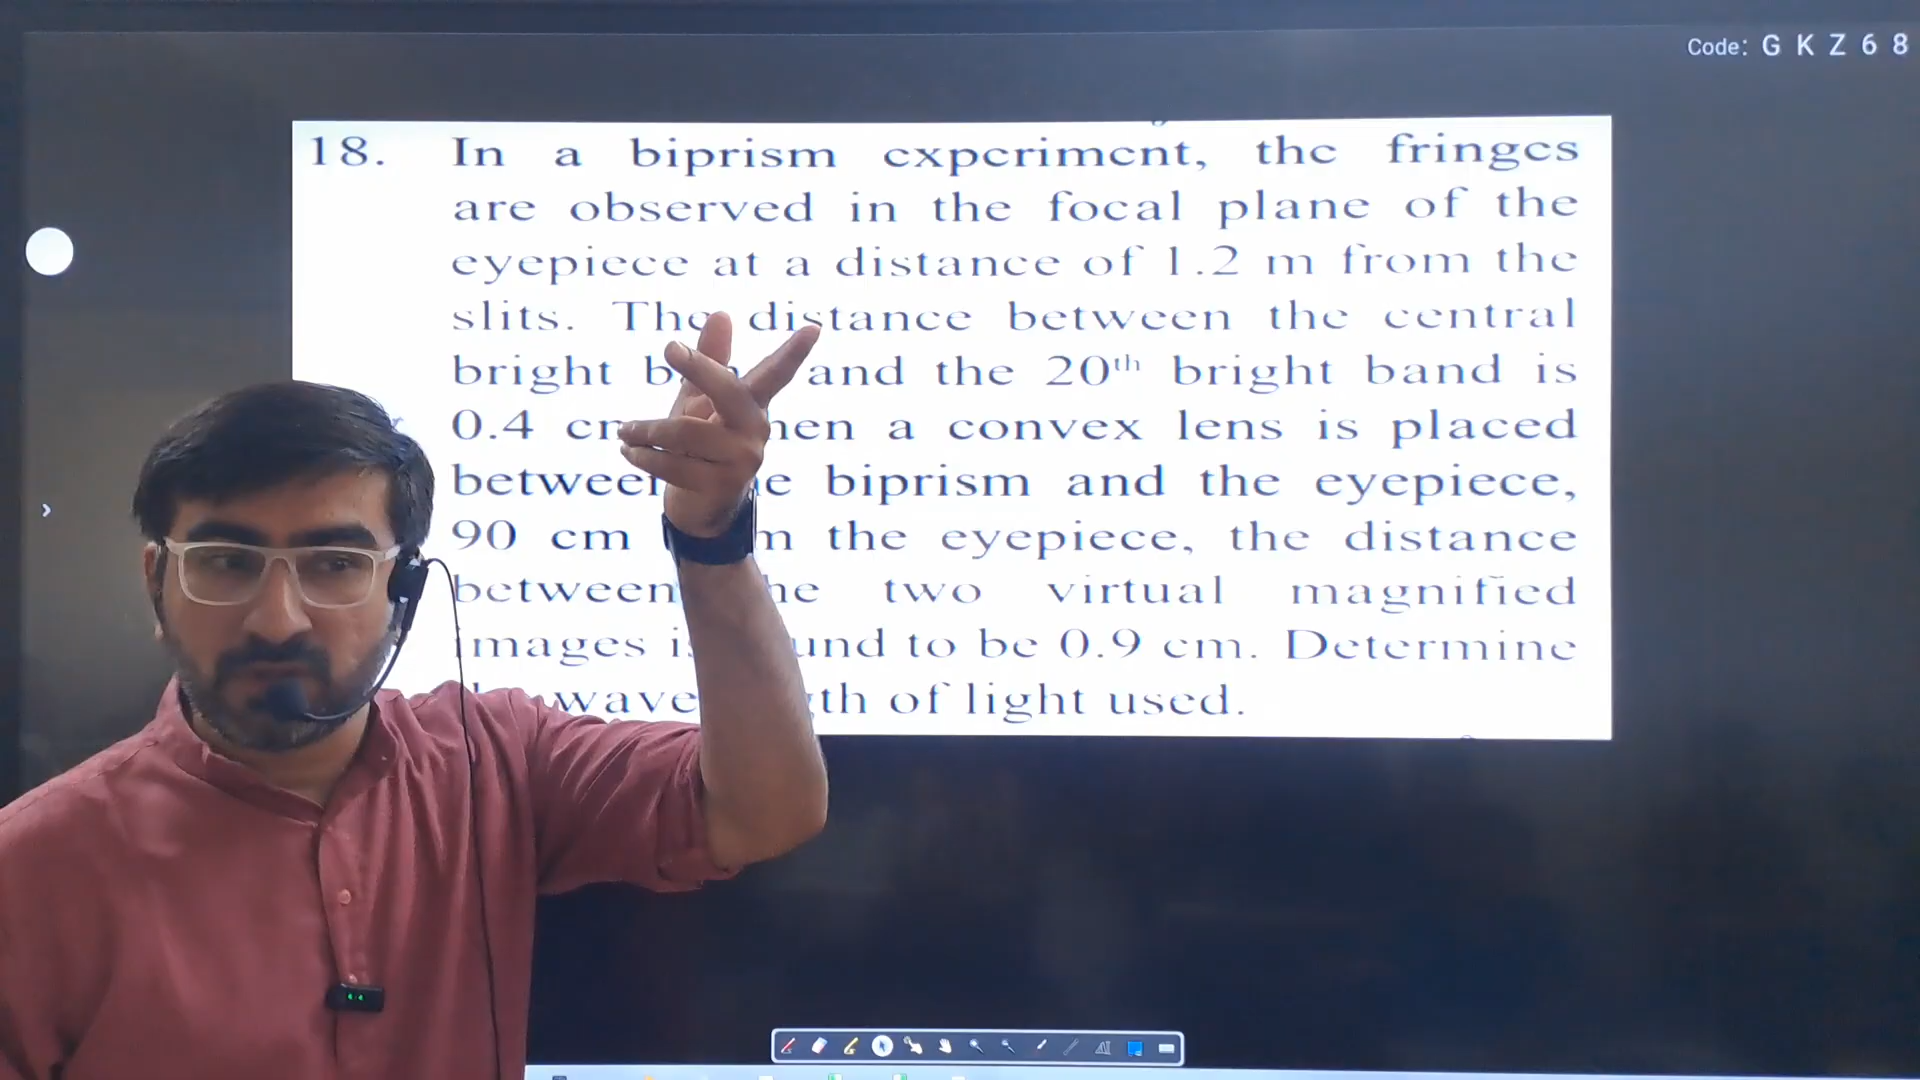 Code: G K Z 6 8
18. In a biprism experiment, the fringes
are observed in the focal plane of the
eyepiece at a distance of 1.2 m from the
slits. The distance between the central
bright and the 20th bright band is
0.4 a convex lens is placed
between biprism and the eyepiece,
90 cm the eyepiece, the distance
between two virtual magnified
images to be 0.9 cm. Determine
of light used.